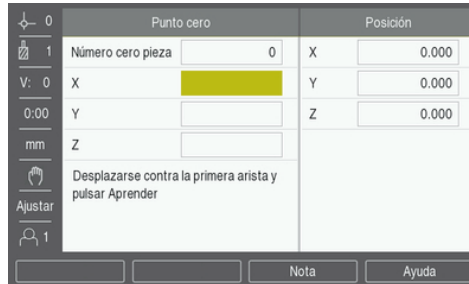 0
Punto cero
Posición
1
Número cero pieza
0
X
0.000
V: 0
X
Y
0.000
0:00
Y
Z
0.000
mm
Z
Desplazarse contra la primera arista y
pulsar Aprender
Ajustar
1
Nota
Ayuda